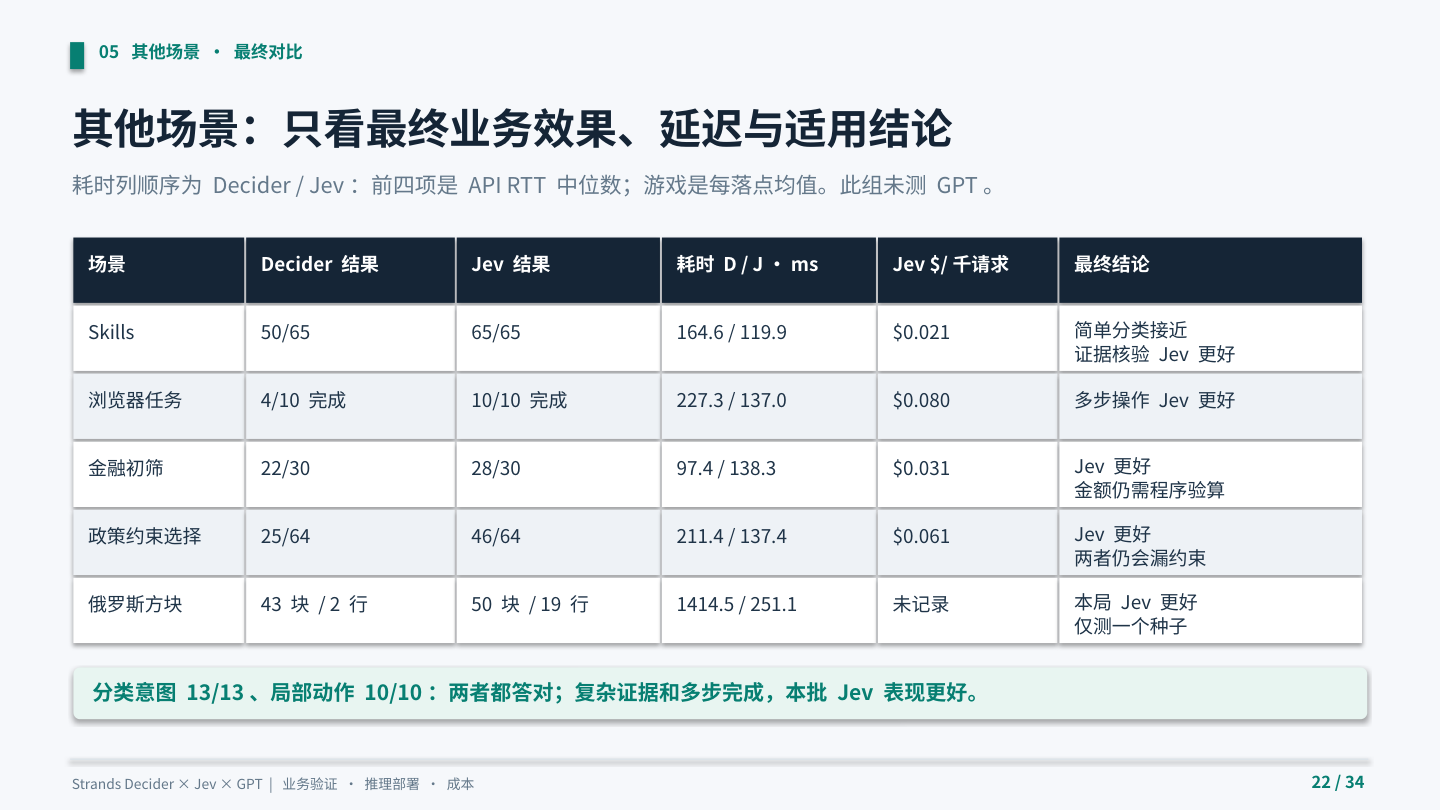 05 其他场景 · 最终对比
其他场景：只看最终业务效果、延迟与适用结论
耗时列顺序为 Decider / Jev：前四项是 API RTT 中位数；游戏是每落点均值。此组未测 GPT。
场景 Decider 结果 Jev 结果 耗时 D / J · ms Jev $/ 千请求 最终结论
Skills 50/65 65/65 164.6 / 119.9 $0.021 简单分类接近
证据核验 Jev 更好
浏览器任务 4/10 完成 10/10 完成 227.3 / 137.0 $0.080 多步操作 Jev 更好
金融初筛 22/30 28/30 97.4 / 138.3 $0.031 Jev 更好
金额仍需程序验算
政策约束选择 25/64 46/64 211.4 / 137.4 $0.061 Jev 更好
两者仍会漏约束
俄罗斯方块 43 块 / 2 行 50 块 / 19 行 1414.5 / 251.1 未记录 本局 Jev 更好
仅测一个种子
分类意图 13/13、局部动作 10/10：两者都答对；复杂证据和多步完成，本批 Jev 表现更好。
Strands Decider × Jev × GPT | 业务验证 · 推理部署 · 成本
22 / 34